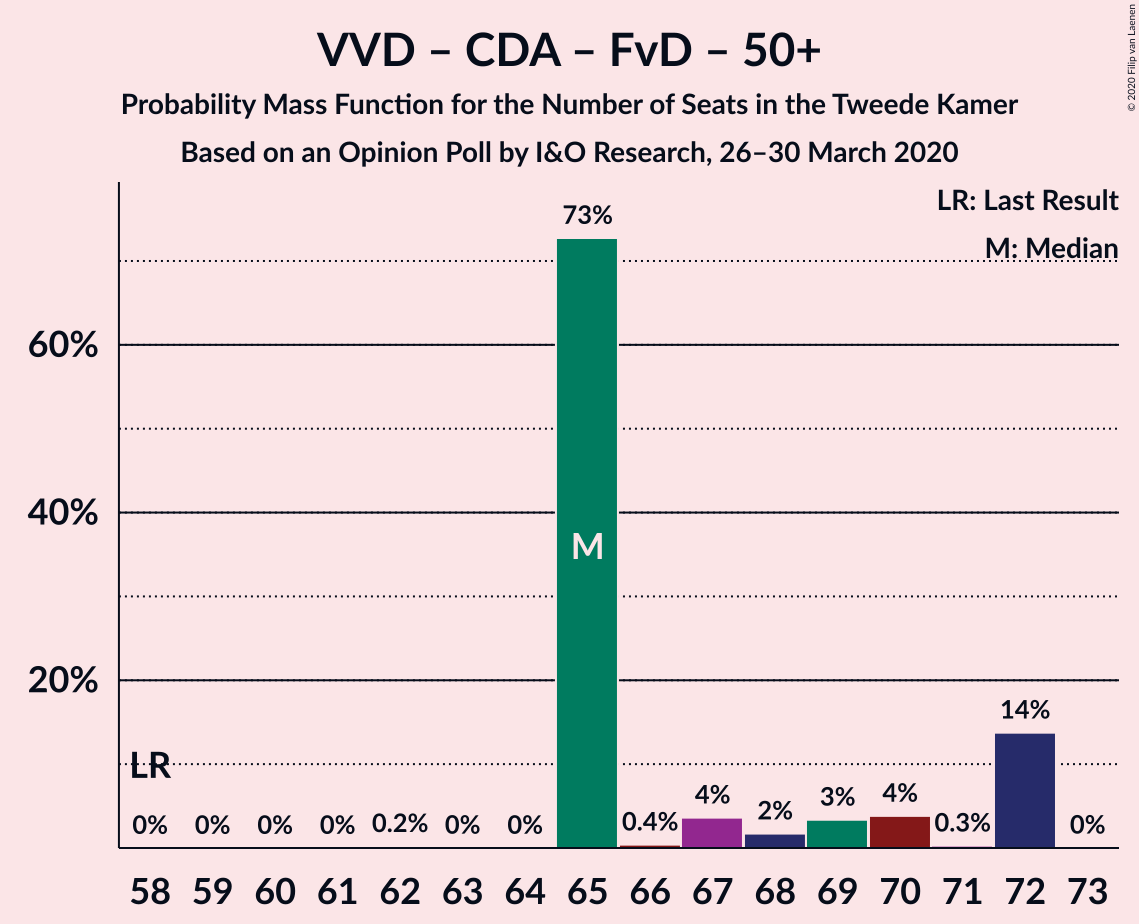 VVD – CDA – FvD – 50+
Probability Mass Function for the Number of Seats in the Tweede Kamer
Based on an Opinion Poll by I&O Research, 26–30 March 2020
© 2020 Filip van Laenen
LR: Last Result
M: Median
60%
40%
20%
LR
M
0%
0%
0%
0%
0.2%
0%
0%
73%
0.4%
4%
2%
3%
4%
0.3%
14%
0%
58 59 60 61 62 63 64 65 66 67 68 69 70 71 72 73